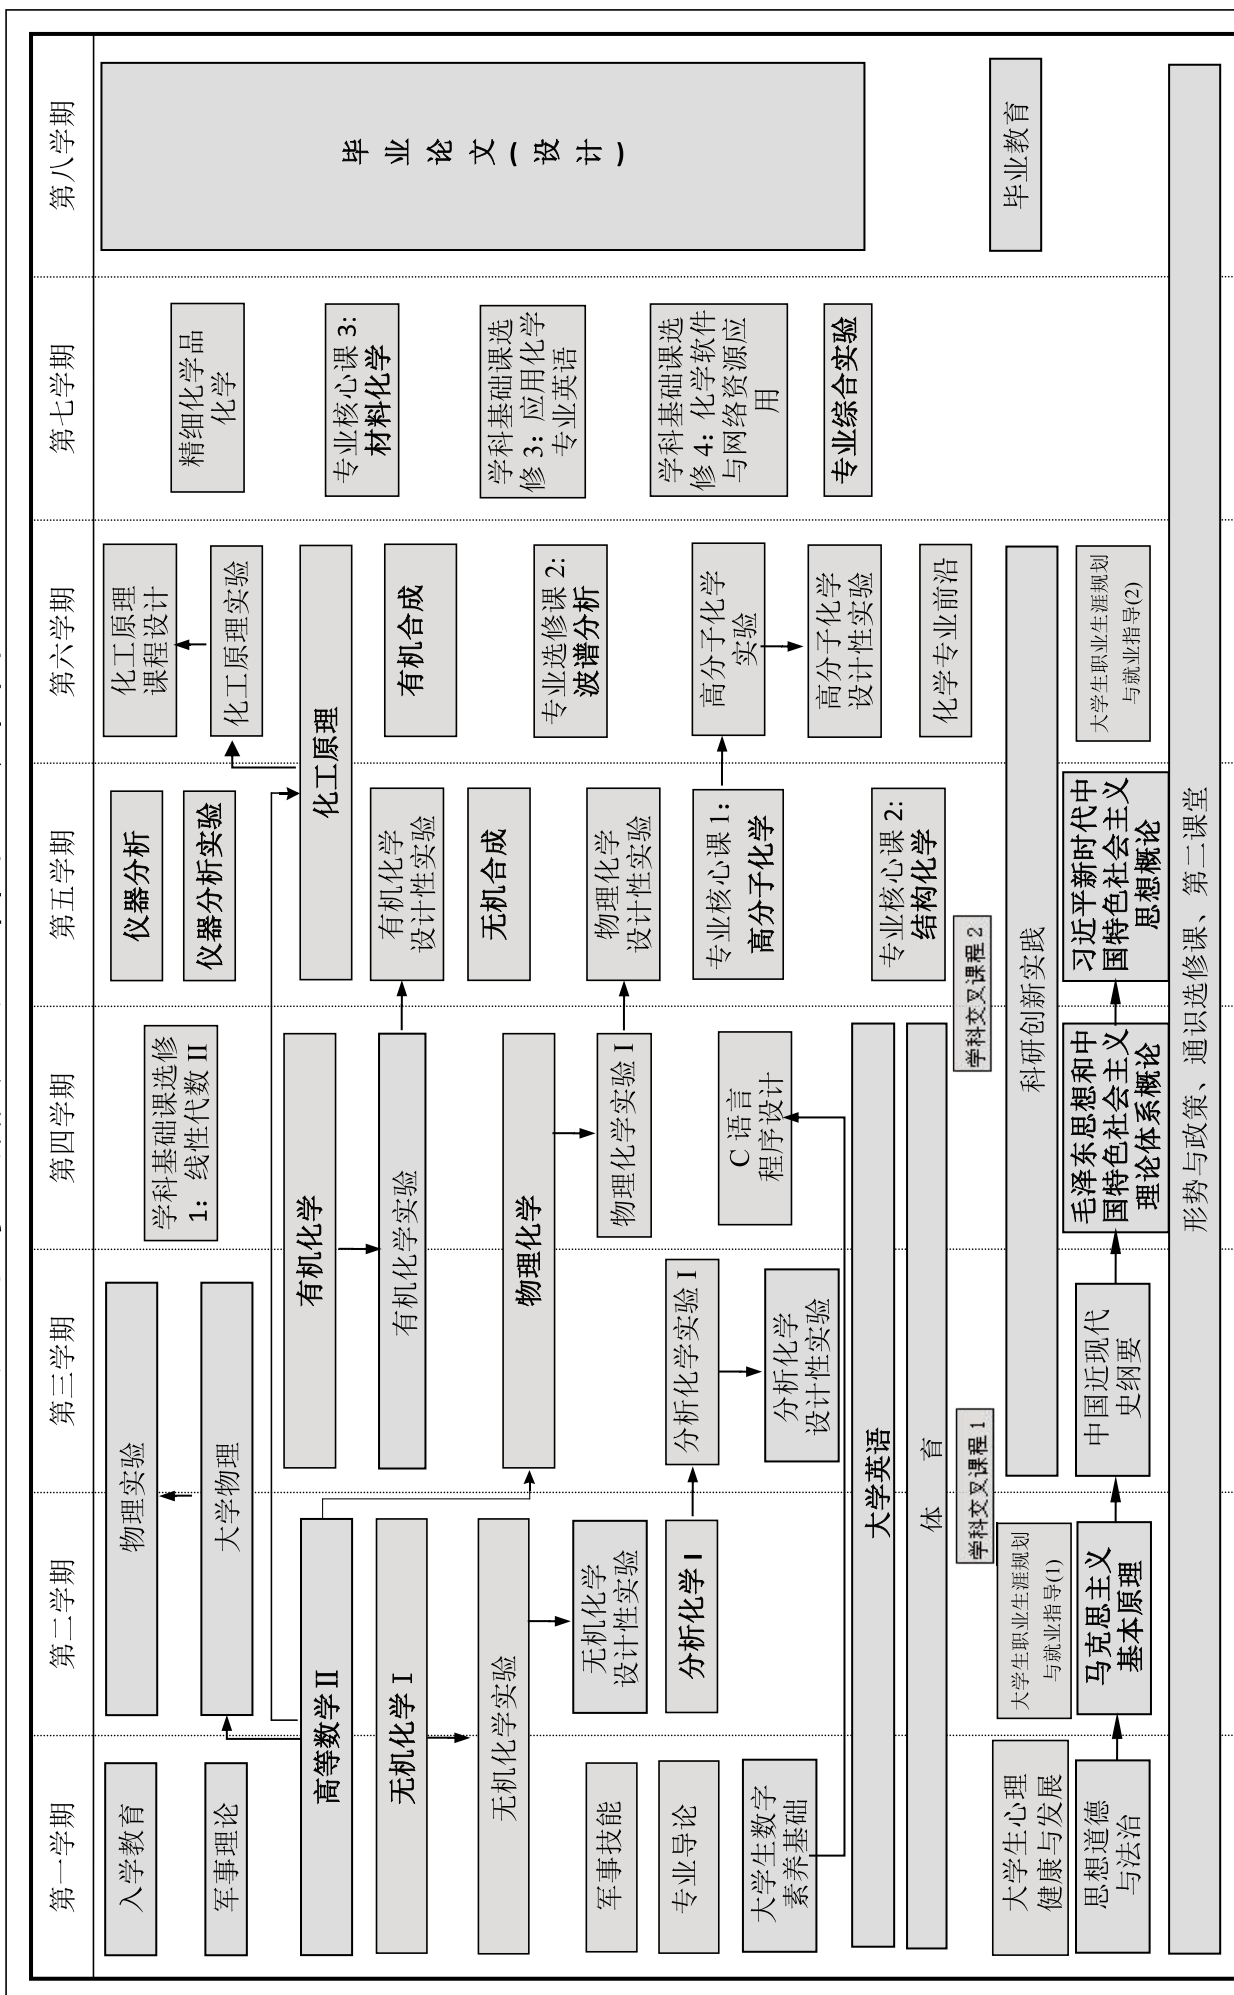 第一学期
第二学期
第三学期
第四学期
第五学期
第六学期
第七学期
第八学期
入学教育
军事理论
高等数学II
无机化学 I
无机化学实验
军事技能
专业导论
大学生数字
素养基础
大学生心理
健康与发展
思想道德
与法治
物理实验
大学物理
无机化学
设计性实验
分析化学 I
大学生职业生涯规划
与就业指导(1)
马克思主义
基本原理
有机化学
有机化学实验
物理化学
分析化学实验 I
分析化学
设计性实验
大学英语
体 育
学科交叉课程 1
中国近现代
史纲要
学科基础课选修
1：线性代数 II
物理化学实验 I
C 语言
程序设计
学科交叉课程 2
毛泽东思想和中
国特色社会主义
理论体系概论
仪器分析
仪器分析实验
化工原理
有机化学
设计性实验
无机合成
物理化学
设计性实验
专业核心课 1：
高分子化学
专业核心课 2：
结构化学
科研创新实践
习近平新时代中
国特色社会主义
思想概论
化工原理
课程设计
化工原理实验
有机合成
专业选修课 2：
波谱分析
高分子化学
实验
高分子化学
设计性实验
化学专业前沿
大学生职业生涯规划
与就业指导(2)
精细化学品
化学
专业核心课 3：
材料化学
学科基础课选
修 3：应用化学
专业英语
学科基础课选
修 4：化学软件
与网络资源应
用
专业综合实验
毕 业 论 文 ( 设 计 )
毕业教育
形势与政策、通识选修课、第二课堂